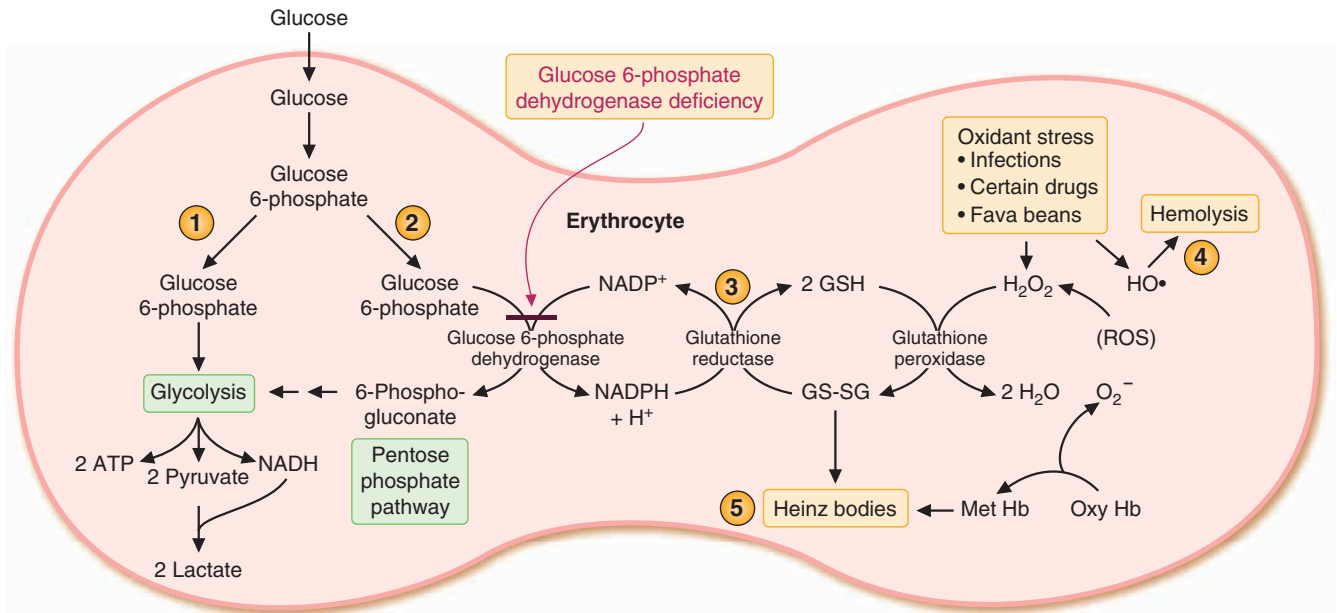 Glucose
Glucose
Glucose
6-phosphate
Glucose 6-phosphate
dehydrogenase deficiency
Oxidant stress
• Infections
• Certain drugs
• Fava beans
Hemolysis
1
2
Erythrocyte
4
Glucose
6-phosphate
Glucose
6-phosphate
NADP⁺
3
2 GSH
H₂O₂
HO•
Glucose 6-phosphate
dehydrogenase
Glutathione
reductase
Glutathione
peroxidase
(ROS)
Glycolysis
6-Phospho-
gluconate
NADPH
+ H⁺
GS-SG
2 H₂O
O₂⁻
2 ATP
2 Pyruvate
NADH
Pentose
phosphate
pathway
5
Heinz bodies
Met Hb
Oxy Hb
2 Lactate